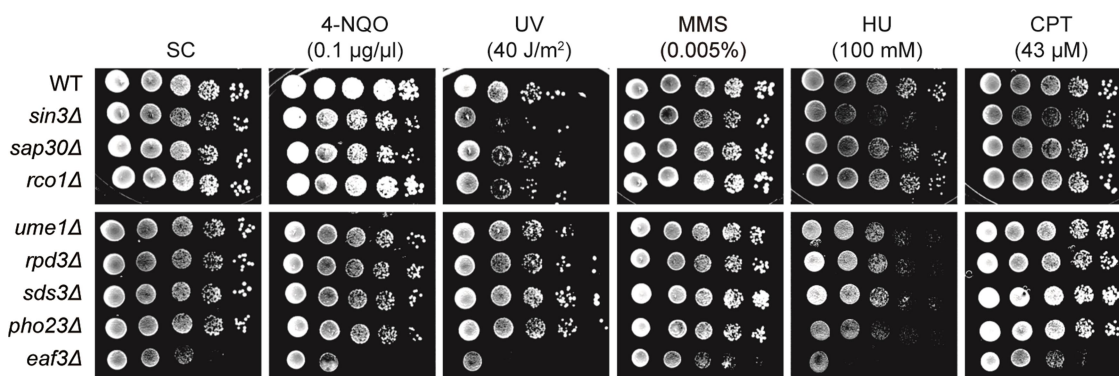 SC
4-NQO
(0.1 µg/µl)
UV
(40 J/m²)
MMS
(0.005%)
HU
(100 mM)
CPT
(43 µM)
WT
sin3Δ
sap30Δ
rco1Δ
ume1Δ
rpd3Δ
sds3Δ
pho23Δ
eaf3Δ